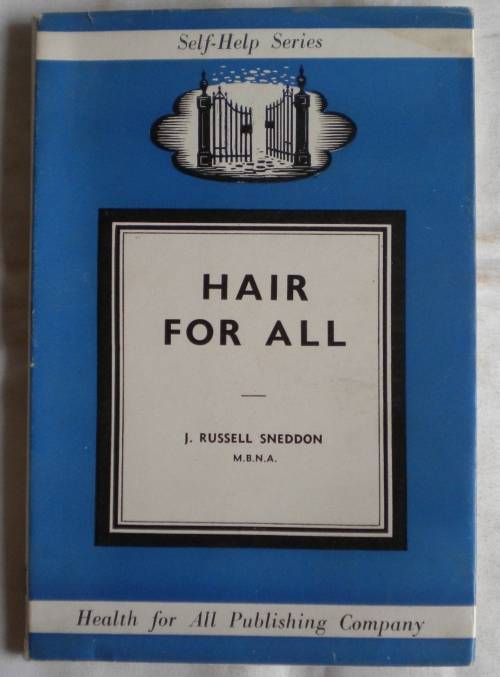 Self-Help Series
HAIR
FOR ALL
J. RUSSELL SNEDDON
M.B.N.A.
Health for All Publishing Company